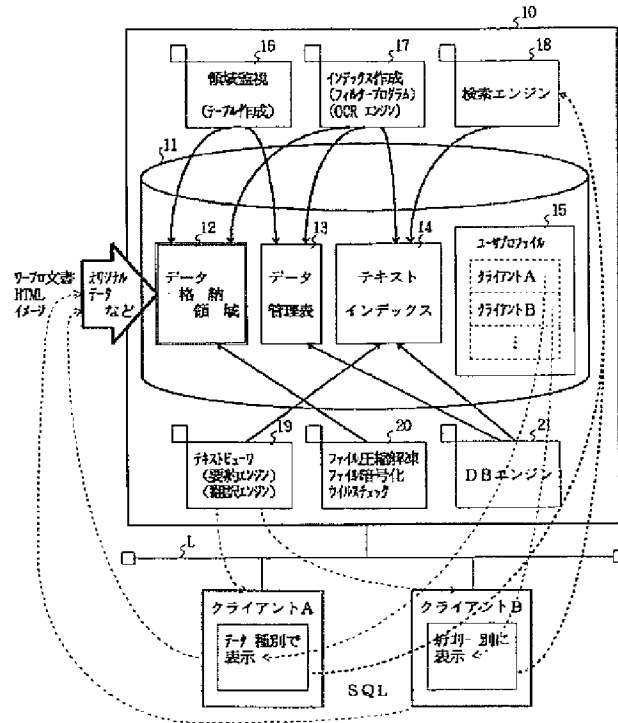 10
16
領域監視
(テーブル作成)
17
インデックス作成
(フィルタープログラム)
(OCR エンジン)
18
検索エンジン
11
12
データ
格納
領域
13
データ
管理表
14
テキスト
インデックス
15
ユーザプロファイル
クライアントA
クライアントB
⋮
ワープロ文書
HTML
イメージ
オリジナル
データ
など
19
テキストビューワ
(要約エンジン)
(翻訳エンジン)
20
ファイル圧縮解凍
ファイル暗号化
ウイルスチェック
21
DBエンジン
L
クライアントA
データ種別で
表示
クライアントB
カテゴリー別に
表示
SQL